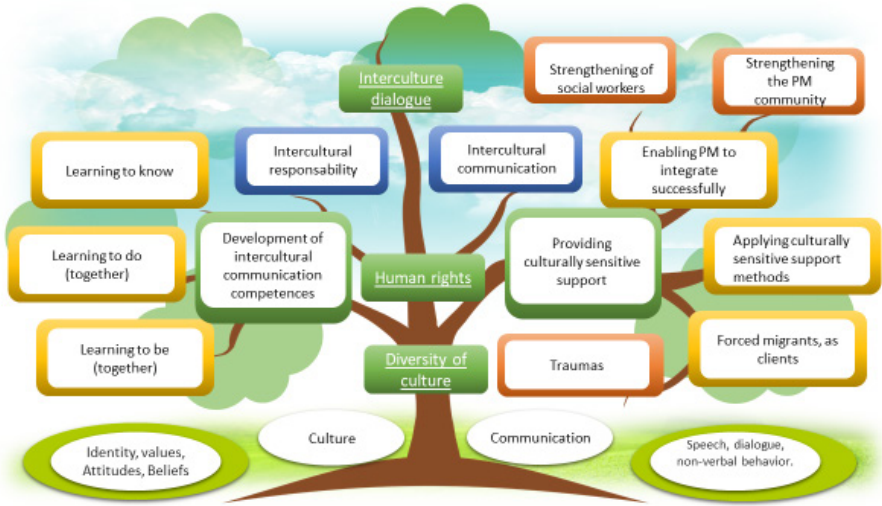 Interculture
dialogue
Strengthening of
social workers
Strengthening
the PM
community
Learning to know
Intercultural
responsability
Intercultural
communication
Enabling PM to
integrate
successfully
Learning to do
(together)
Development of
intercultural
communication
competences
Human rights
Providing
culturally sensitive
support
Applying culturally
sensitive support
methods
Learning to be
(together)
Diversity of
culture
Traumas
Forced migrants, as
clients
Identity, values,
Attitudes, Beliefs
Culture
Communication
Speech, dialogue,
non-verbal behavior.